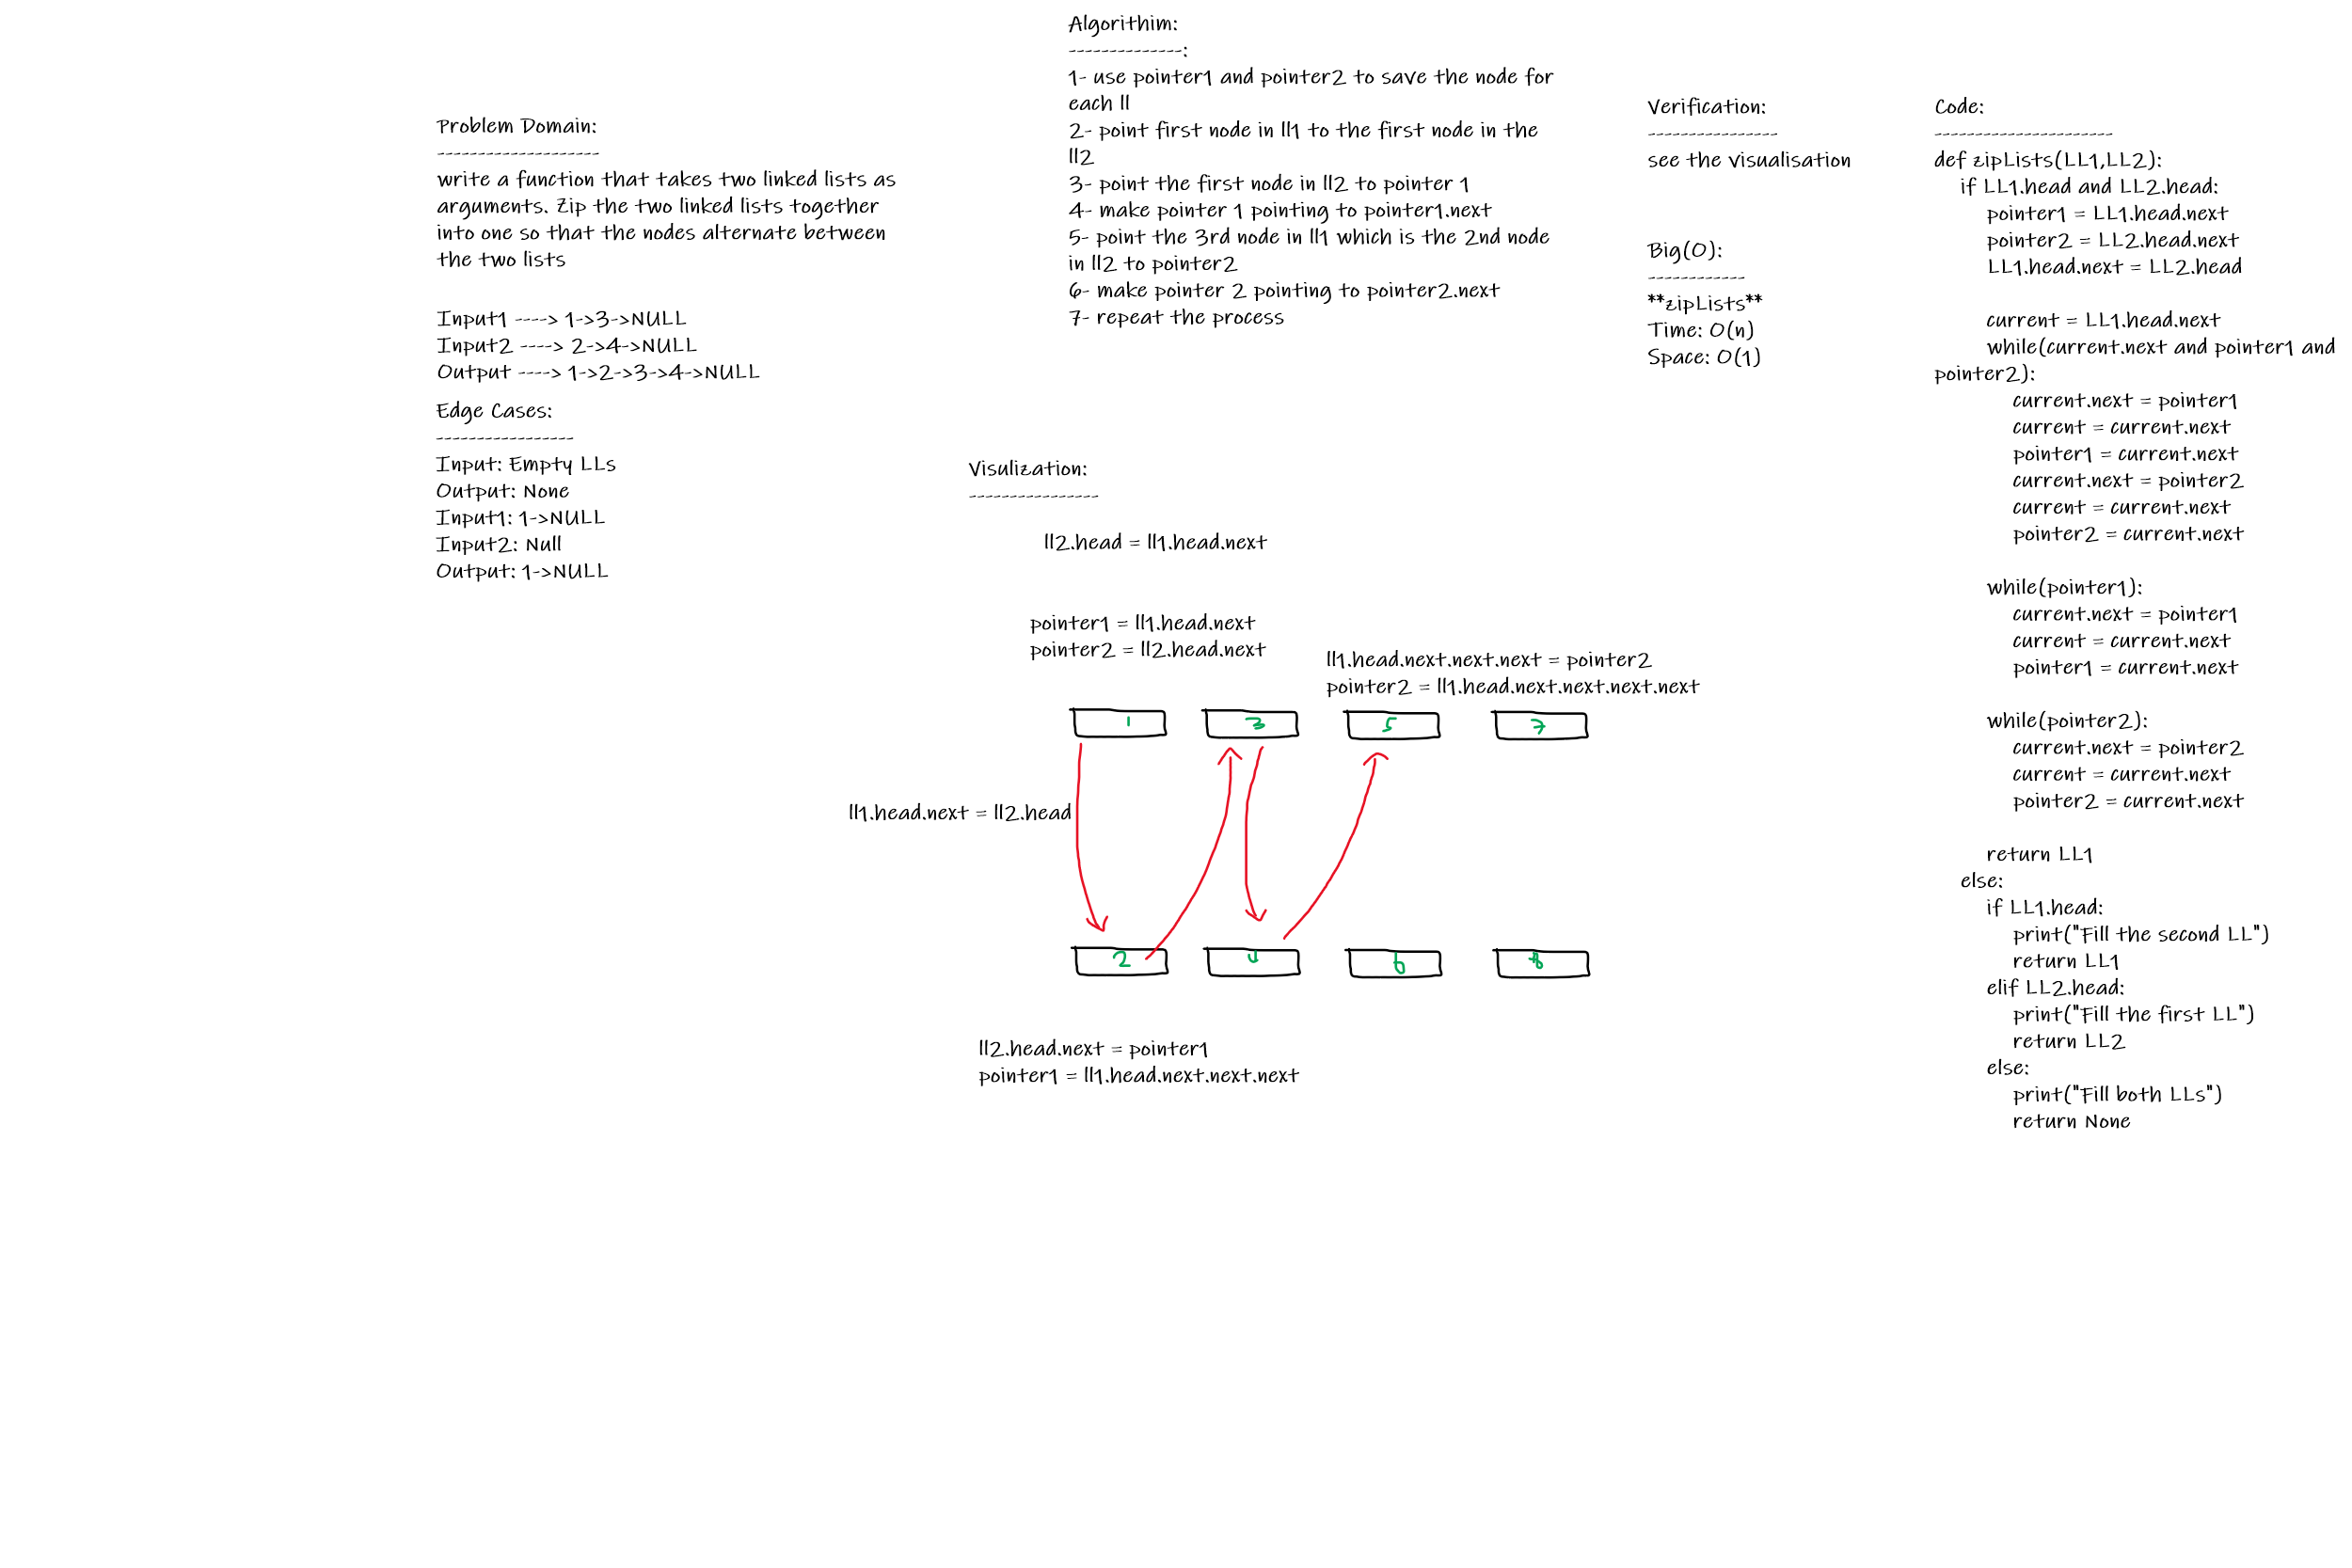 Problem Domain:
--------------------
write a function that takes two linked lists as
arguments. Zip the two linked lists together
into one so that the nodes alternate between
the two lists
Input1 ----> 1->3->NULL
Input2 ----> 2->4->NULL
Output ----> 1->2->3->4->NULL
Edge Cases:
-----------------
Input: Empty LLs
Output: None
Input1: 1->NULL
Input2: Null
Output: 1->NULL
Algorithim:
--------------:
1- use pointer1 and pointer2 to save the node for
each ll
2- point first node in ll1 to the first node in the
ll2
3- point the first node in ll2 to pointer 1
4- make pointer 1 pointing to pointer1.next
5- point the 3rd node in ll1 which is the 2nd node
in ll2 to pointer2
6- make pointer 2 pointing to pointer2.next
7- repeat the process
Visulization:
----------------
ll2.head = ll1.head.next
pointer1 = ll1.head.next
pointer2 = ll2.head.next
ll1.head.next.next.next = pointer2
pointer2 = ll1.head.next.next.next.next
1 3 5 7
ll1.head.next = ll2.head
2 4 6 8
ll2.head.next = pointer1
pointer1 = ll1.head.next.next.next
Verification:
----------------
see the visualisation
Big(O):
------------
**zipLists**
Time: O(n)
Space: O(1)
Code:
----------------------
def zipLists(LL1,LL2):
if LL1.head and LL2.head:
pointer1 = LL1.head.next
pointer2 = LL2.head.next
LL1.head.next = LL2.head
current = LL1.head.next
while(current.next and pointer1 and
pointer2):
current.next = pointer1
current = current.next
pointer1 = current.next
current.next = pointer2
current = current.next
pointer2 = current.next
while(pointer1):
current.next = pointer1
current = current.next
pointer1 = current.next
while(pointer2):
current.next = pointer2
current = current.next
pointer2 = current.next
return LL1
else:
if LL1.head:
print("Fill the second LL")
return LL1
elif LL2.head:
print("Fill the first LL")
return LL2
else:
print("Fill both LLs")
return None